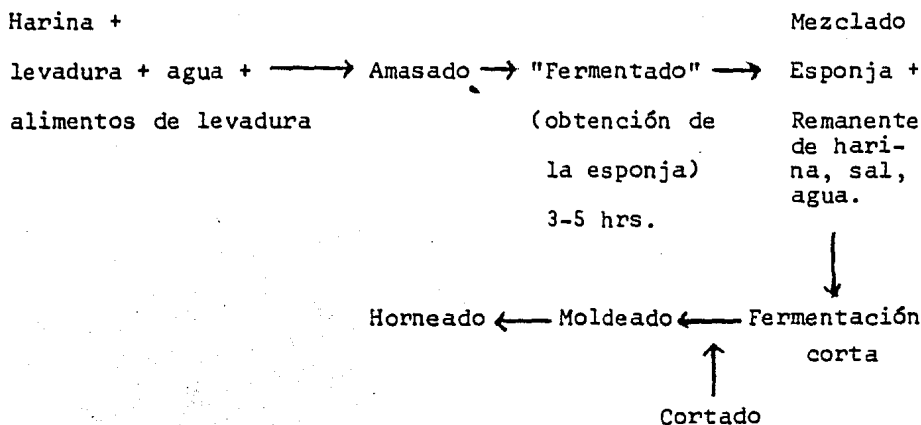 Harina +
levadura + agua +
alimentos de levadura
Amasado
"Fermentado"
(obtención de
la esponja)
3-5 hrs.
Mezclado
Esponja +
Remanente
de hari-
na, sal,
agua.
Fermentación
corta
Cortado
Moldeado
Horneado